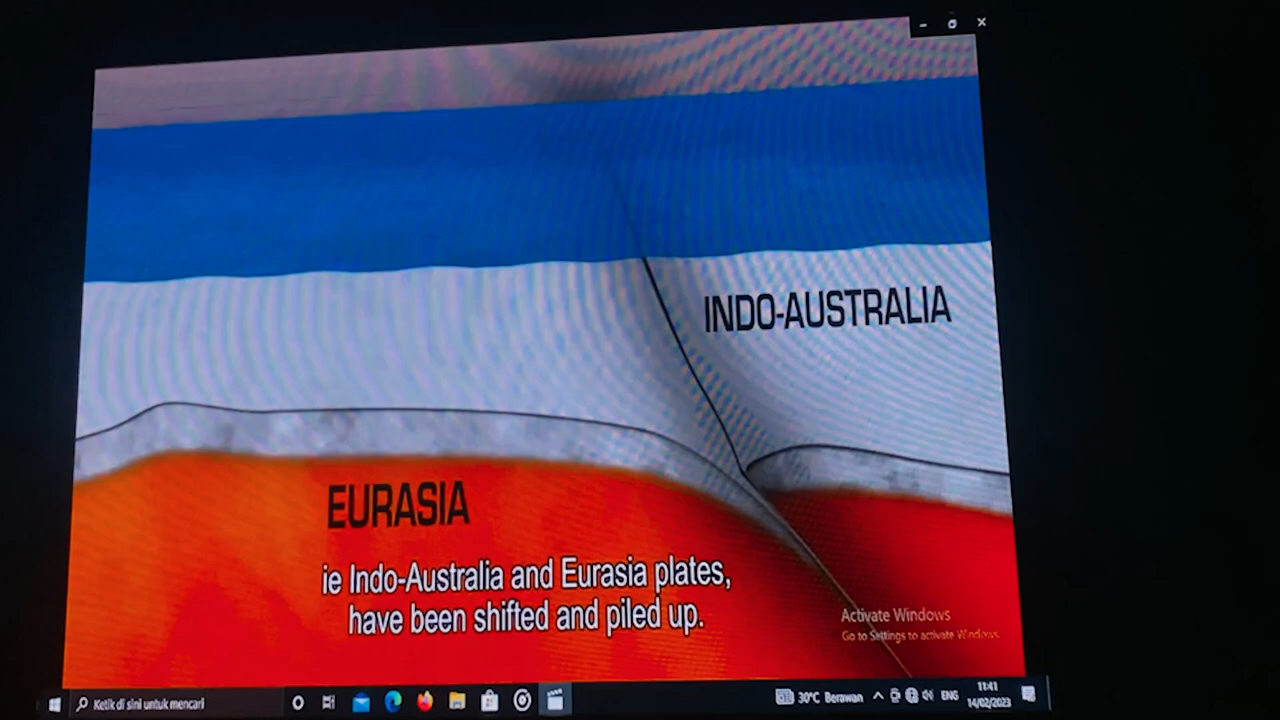 INDO-AUSTRALIA
EURASIA
ie Indo-Australia and Eurasia plates,
have been shifted and piled up.
Activate Windows
Go to Settings to activate Windows.
Ketik di sini untuk mencari
30°C Berawan
ENG
11:41
14/02/2023